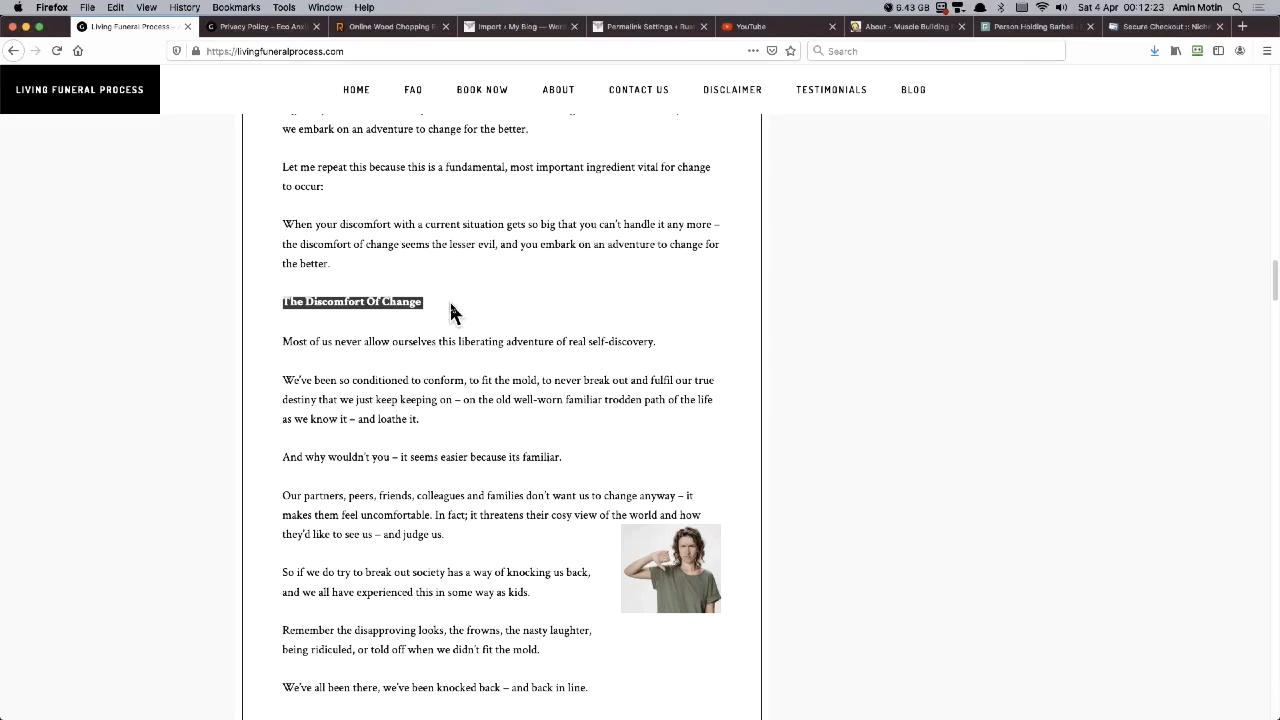 Firefox File Edit View History Bookmarks Tools Window Help
Amin
Living Funeral Process –
Privacy Policy – Eco Anxi
Online Wood Chopping E
Import ‹ My Blog — Word
Permalink Settings ‹ Rus
YouTube
About - Muscle Building
Person Holding Barbell
Secure Checkout :: Niche
https://livingfuneralprocess.com
Search
LIVING FUNERAL PROCESS
HOME FAQ BOOK NOW ABOUT CONTACT US DISCLAIMER TESTIMONIALS BLOG
we embark on an adventure to change for the better.
Let me repeat this because this is a fundamental, most important ingredient vital for change
to occur:
When your discomfort with a current situation gets so big that you can't handle it any more –
the discomfort of change seems the lesser evil, and you embark on an adventure to change for
the better.
The Discomfort Of Change
Most of us never allow ourselves this liberating adventure of real self-discovery.
We've been so conditioned to conform, to fit the mold, to never break out and fulfil our true
destiny that we just keep keeping on – on the old well-worn familiar trodden path of the life
as we know it – and loathe it.
And why wouldn't you – it seems easier because its familiar.
Our partners, peers, friends, colleagues and families don't want us to change anyway – it
makes them feel uncomfortable. In fact; it threatens their cosy view of the world and how
they'd like to see us – and judge us.
So if we do try to break out society has a way of knocking us back,
and we all have experienced this in some way as kids.
Remember the disapproving looks, the frowns, the nasty laughter,
being ridiculed, or told off when we didn't fit the mold.
We've all been there, we've been knocked back – and back in line.